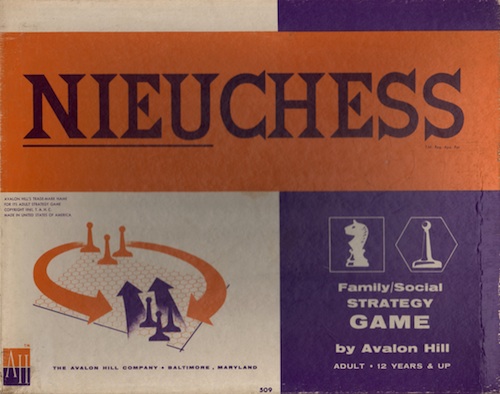 NIEUCHESS
AVALON HILL'S TRADE-MARK NAME
FOR ITS ADULT STRATEGY GAME
COPYRIGHT 1961, T.A.H.C
MADE IN UNITED STATES OF AMERICA
Family/Social
STRATEGY
GAME
by Avalon Hill
ADULT • 12 YEARS & UP
AH
THE AVALON HILL COMPANY • BALTIMORE, MARYLAND
509